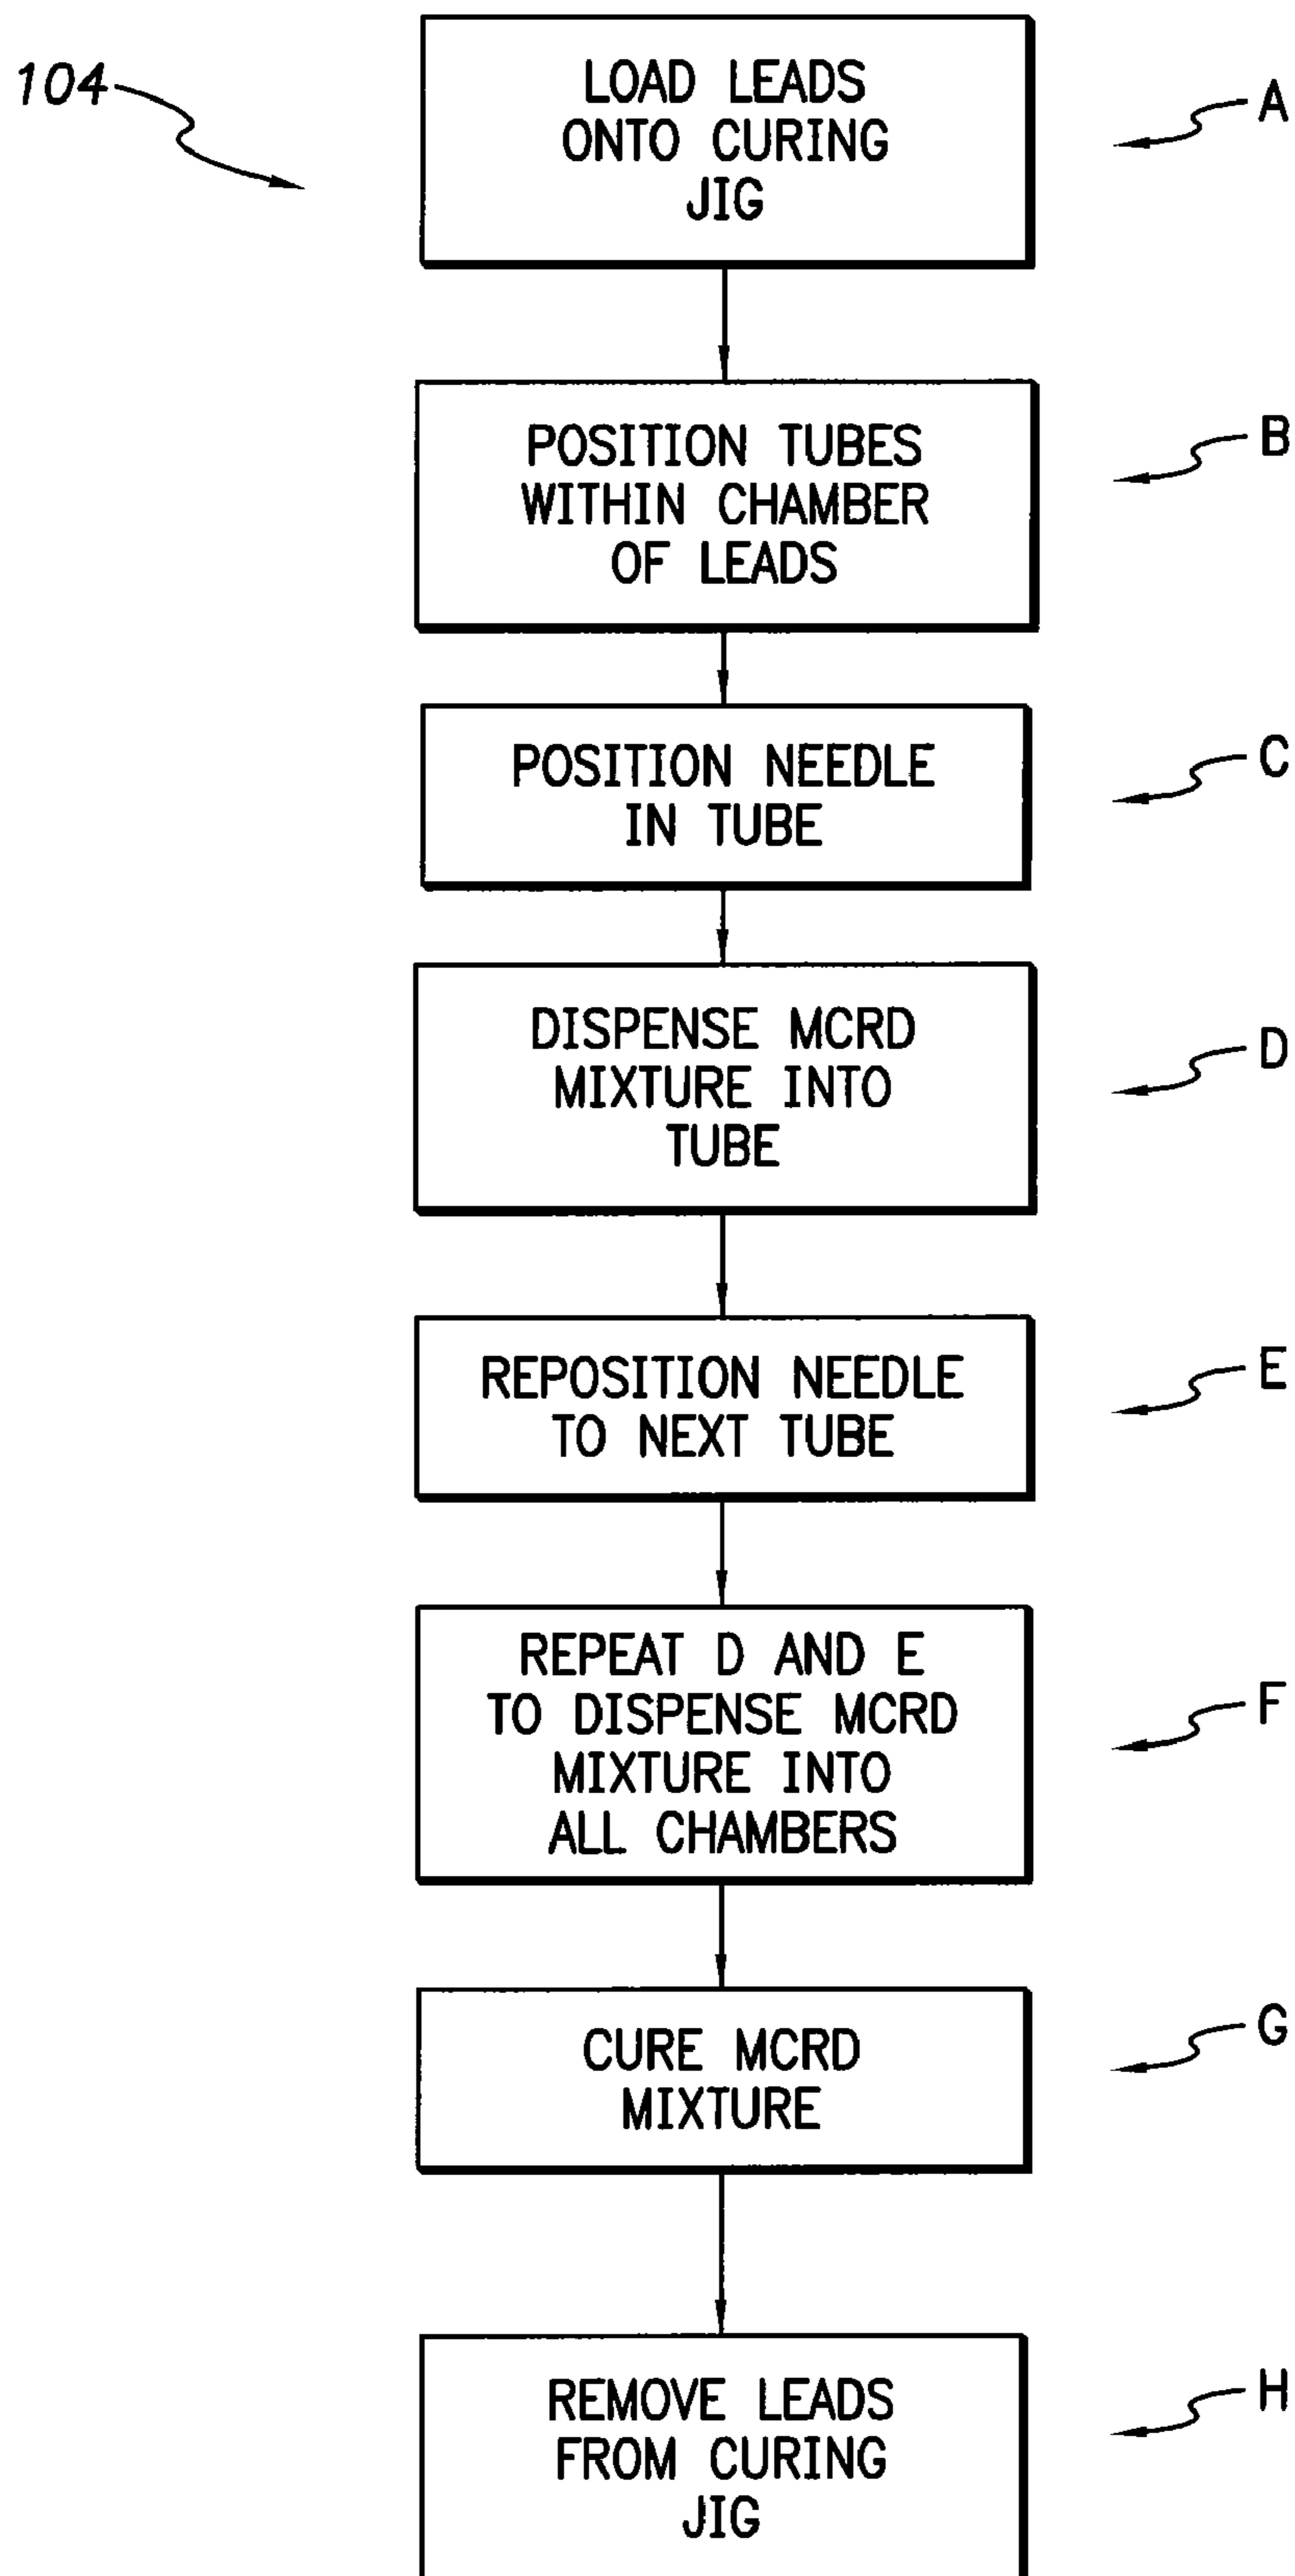 104
LOAD LEADS
ONTO CURING
JIG
A
POSITION TUBES
WITHIN CHAMBER
OF LEADS
B
POSITION NEEDLE
IN TUBE
C
DISPENSE MCRD
MIXTURE INTO
TUBE
D
REPOSITION NEEDLE
TO NEXT TUBE
E
REPEAT D AND E
TO DISPENSE MCRD
MIXTURE INTO
ALL CHAMBERS
F
CURE MCRD
MIXTURE
G
REMOVE LEADS
FROM CURING
JIG
H